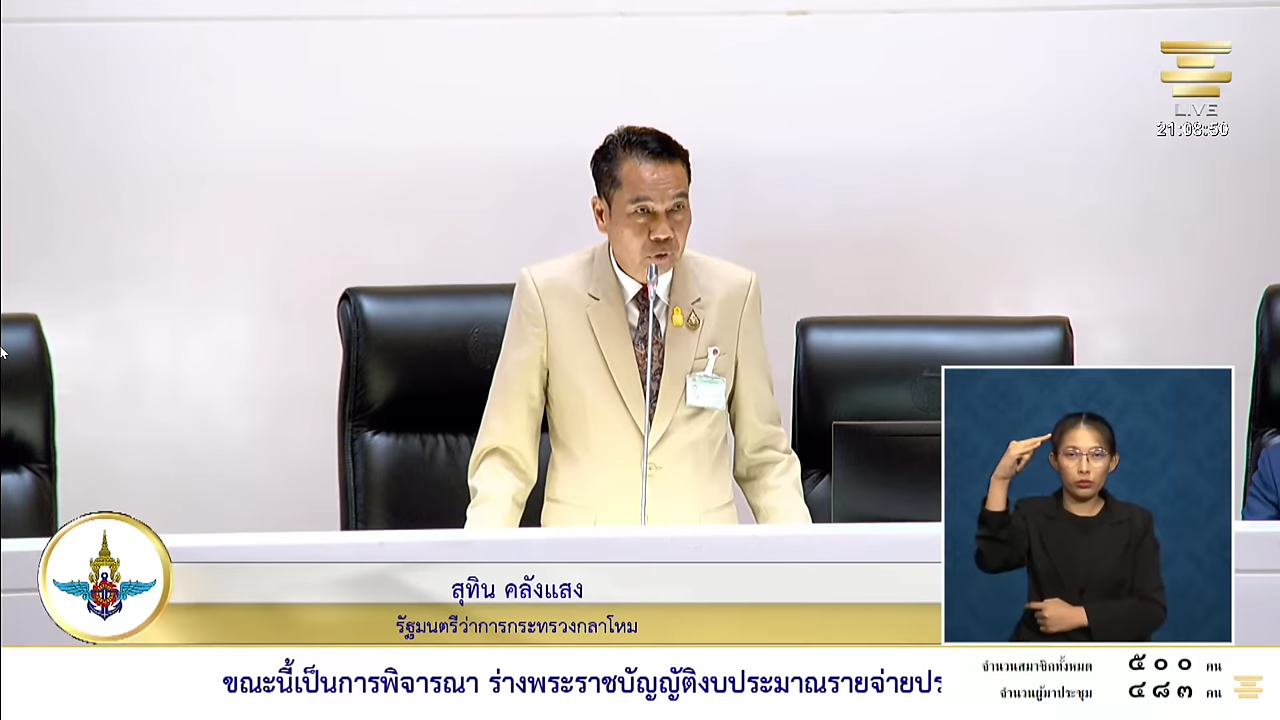 LIVE
21:08:50
สุทิน คลังแสง
รัฐมนตรีว่าการกระทรวงกลาโหม
ขณะนี้เป็นการพิจารณา ร่างพระราชบัญญัติงบประมาณรายจ่ายปร
จำนวนสมาชิกทั้งหมด ๕๐๐ คน
จำนวนผู้มาประชุม ๔๘๓ คน